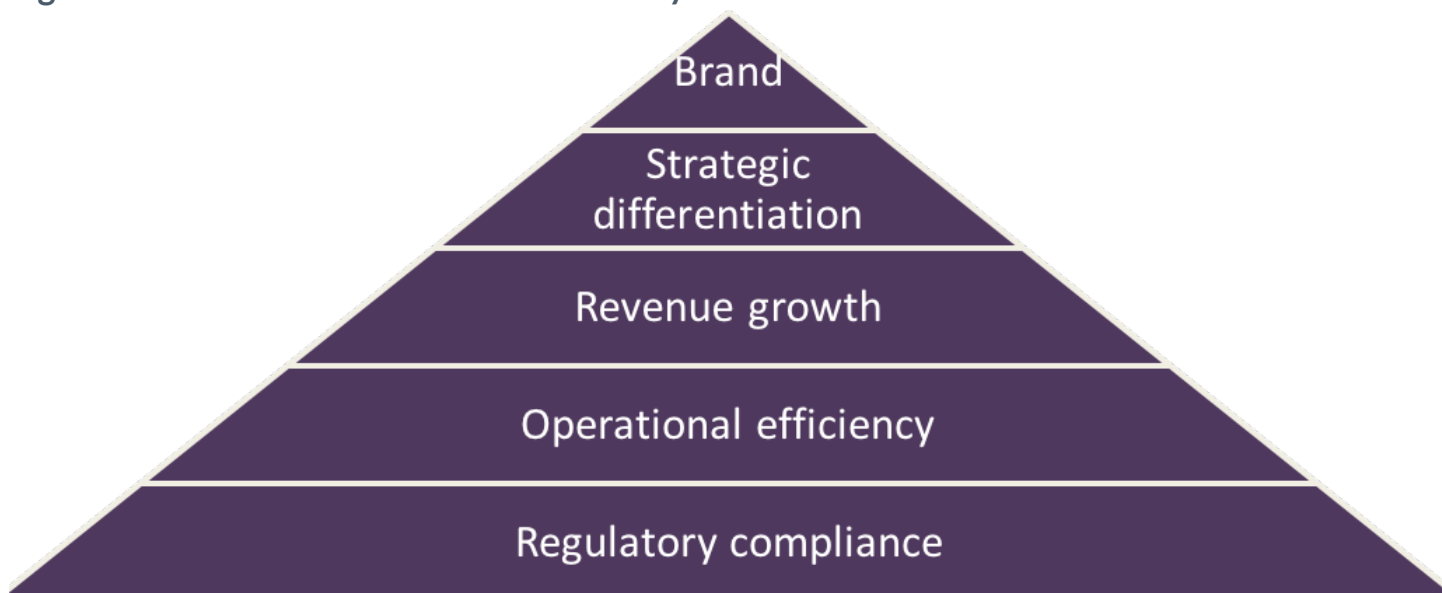 Brand
Strategic
differentiation
Revenue growth
Operational efficiency
Regulatory compliance